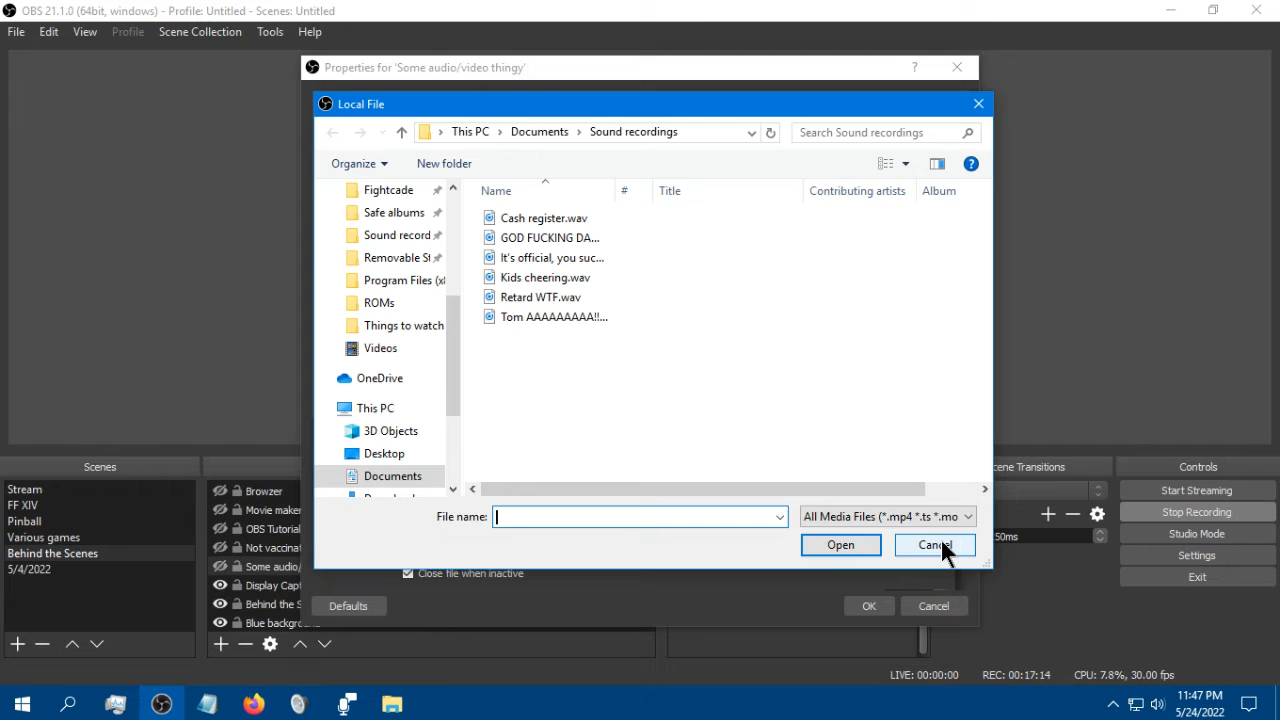 OBS 21.1.0 (64bit, windows) - Profile: Untitled - Scenes: Untitled
File Edit View Profile Scene Collection Tools Help
Properties for 'Some audio/video thingy'
?
Local File
This PC > Documents > Sound recordings
Search Sound recordings
Organize New folder
?
Name # Title Contributing artists Album
Fightcade
Safe albums
Sound record
Removable St
Program Files (x8
ROMs
Things to watch
Videos
OneDrive
This PC
3D Objects
Desktop
Documents
Cash register.wav
GOD FUCKING DA...
It's official, you suc...
Kids cheering.wav
Retard WTF.wav
Tom AAAAAAAAA!!...
File name:
All Media Files (*.mp4 *.ts *.mo
Open Cancel
Close file when inactive
Defaults OK Cancel
Scenes
Stream
FF XIV
Pinball
Various games
Behind the Scenes
5/4/2022
Browzer
Movie maker
OBS Tutorial
Not vaccinat
Some audio/
Display Capt
Behind the S
Blue backgro
cene Transitions
50ms
Controls
Start Streaming
Stop Recording
Studio Mode
Settings
Exit
LIVE: 00:00:00 REC: 00:17:14 CPU: 7.8%, 30.00 fps
11:47 PM
5/24/2022